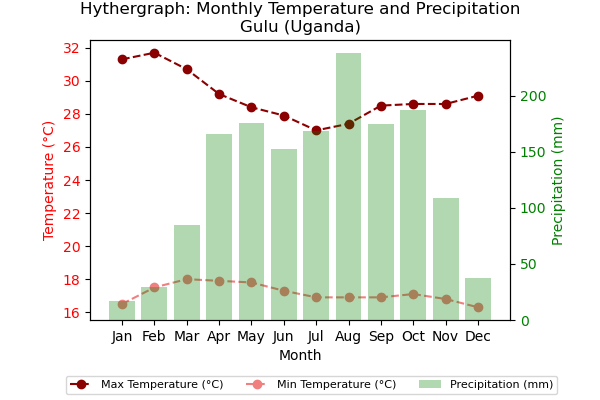 Hythergraph: Monthly Temperature and Precipitation
Gulu (Uganda)
32
30
28
26
24
22
20
18
16
Temperature (°C)
200
150
100
50
0
Precipitation (mm)
Jan Feb Mar Apr May Jun Jul Aug Sep Oct Nov Dec
Month
Max Temperature (°C) Min Temperature (°C) Precipitation (mm)